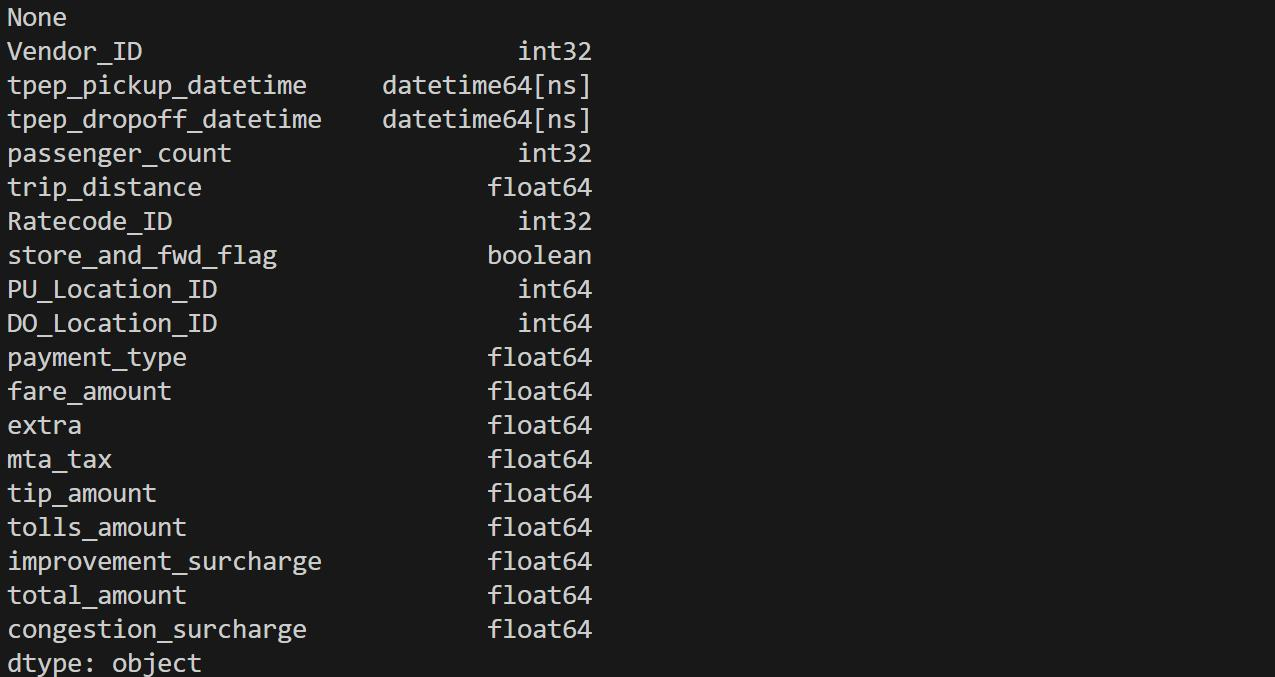 None
Vendor_ID                         int32
tpep_pickup_datetime     datetime64[ns]
tpep_dropoff_datetime    datetime64[ns]
passenger_count                   int32
trip_distance                   float64
Ratecode_ID                       int32
store_and_fwd_flag              boolean
PU_Location_ID                    int64
DO_Location_ID                    int64
payment_type                    float64
fare_amount                     float64
extra                           float64
mta_tax                         float64
tip_amount                      float64
tolls_amount                    float64
improvement_surcharge           float64
total_amount                    float64
congestion_surcharge            float64
dtype: object